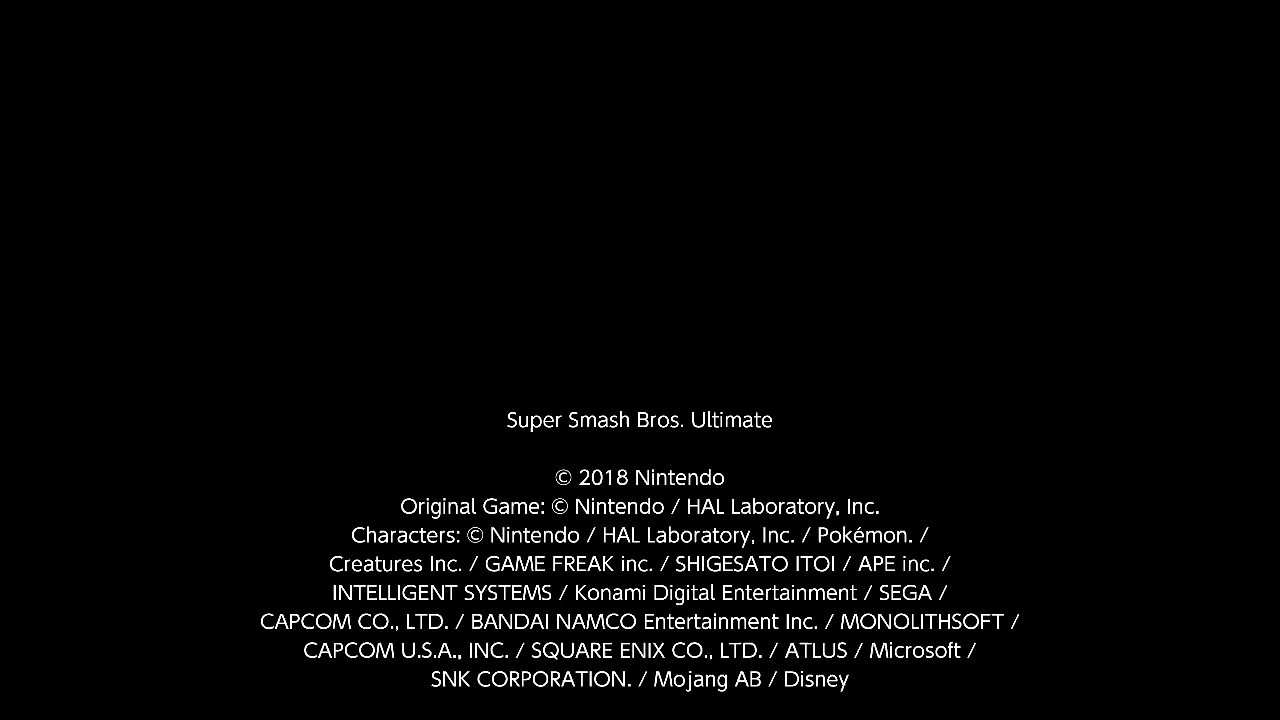 Super Smash Bros. Ultimate
© 2018 Nintendo
Original Game: © Nintendo / HAL Laboratory, Inc.
Characters: © Nintendo / HAL Laboratory, Inc. / Pokémon. /
Creatures Inc. / GAME FREAK inc. / SHIGESATO ITOI / APE inc. /
INTELLIGENT SYSTEMS / Konami Digital Entertainment / SEGA /
CAPCOM CO., LTD. / BANDAI NAMCO Entertainment Inc. / MONOLITHSOFT /
CAPCOM U.S.A., INC. / SQUARE ENIX CO., LTD. / ATLUS / Microsoft /
SNK CORPORATION. / Mojang AB / Disney